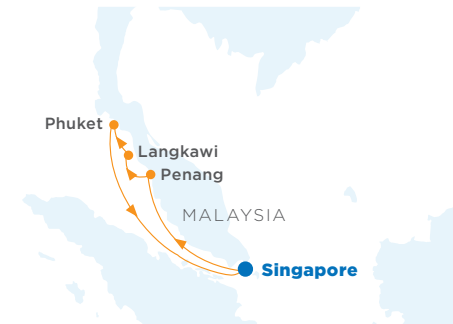 Phuket
Langkawi
Penang
MALAYSIA
Singapore